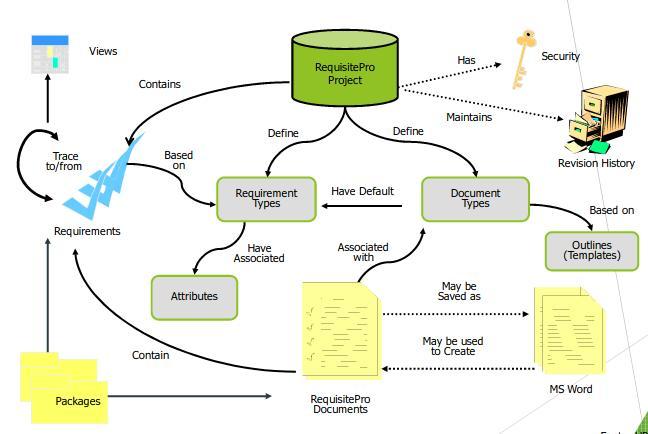 Views
RequisitePro
Project
Has
Security
Contains
Maintains
Define
Define
Trace
to/from
Based
on
Revision History
Requirement
Types
Have Default
Document
Types
Based on
Requirements
Outlines
(Templates)
Have
Associated
Associated
with
Attributes
May be
Saved as
May be used
to Create
Contain
MS Word
Packages
RequisitePro
Documents